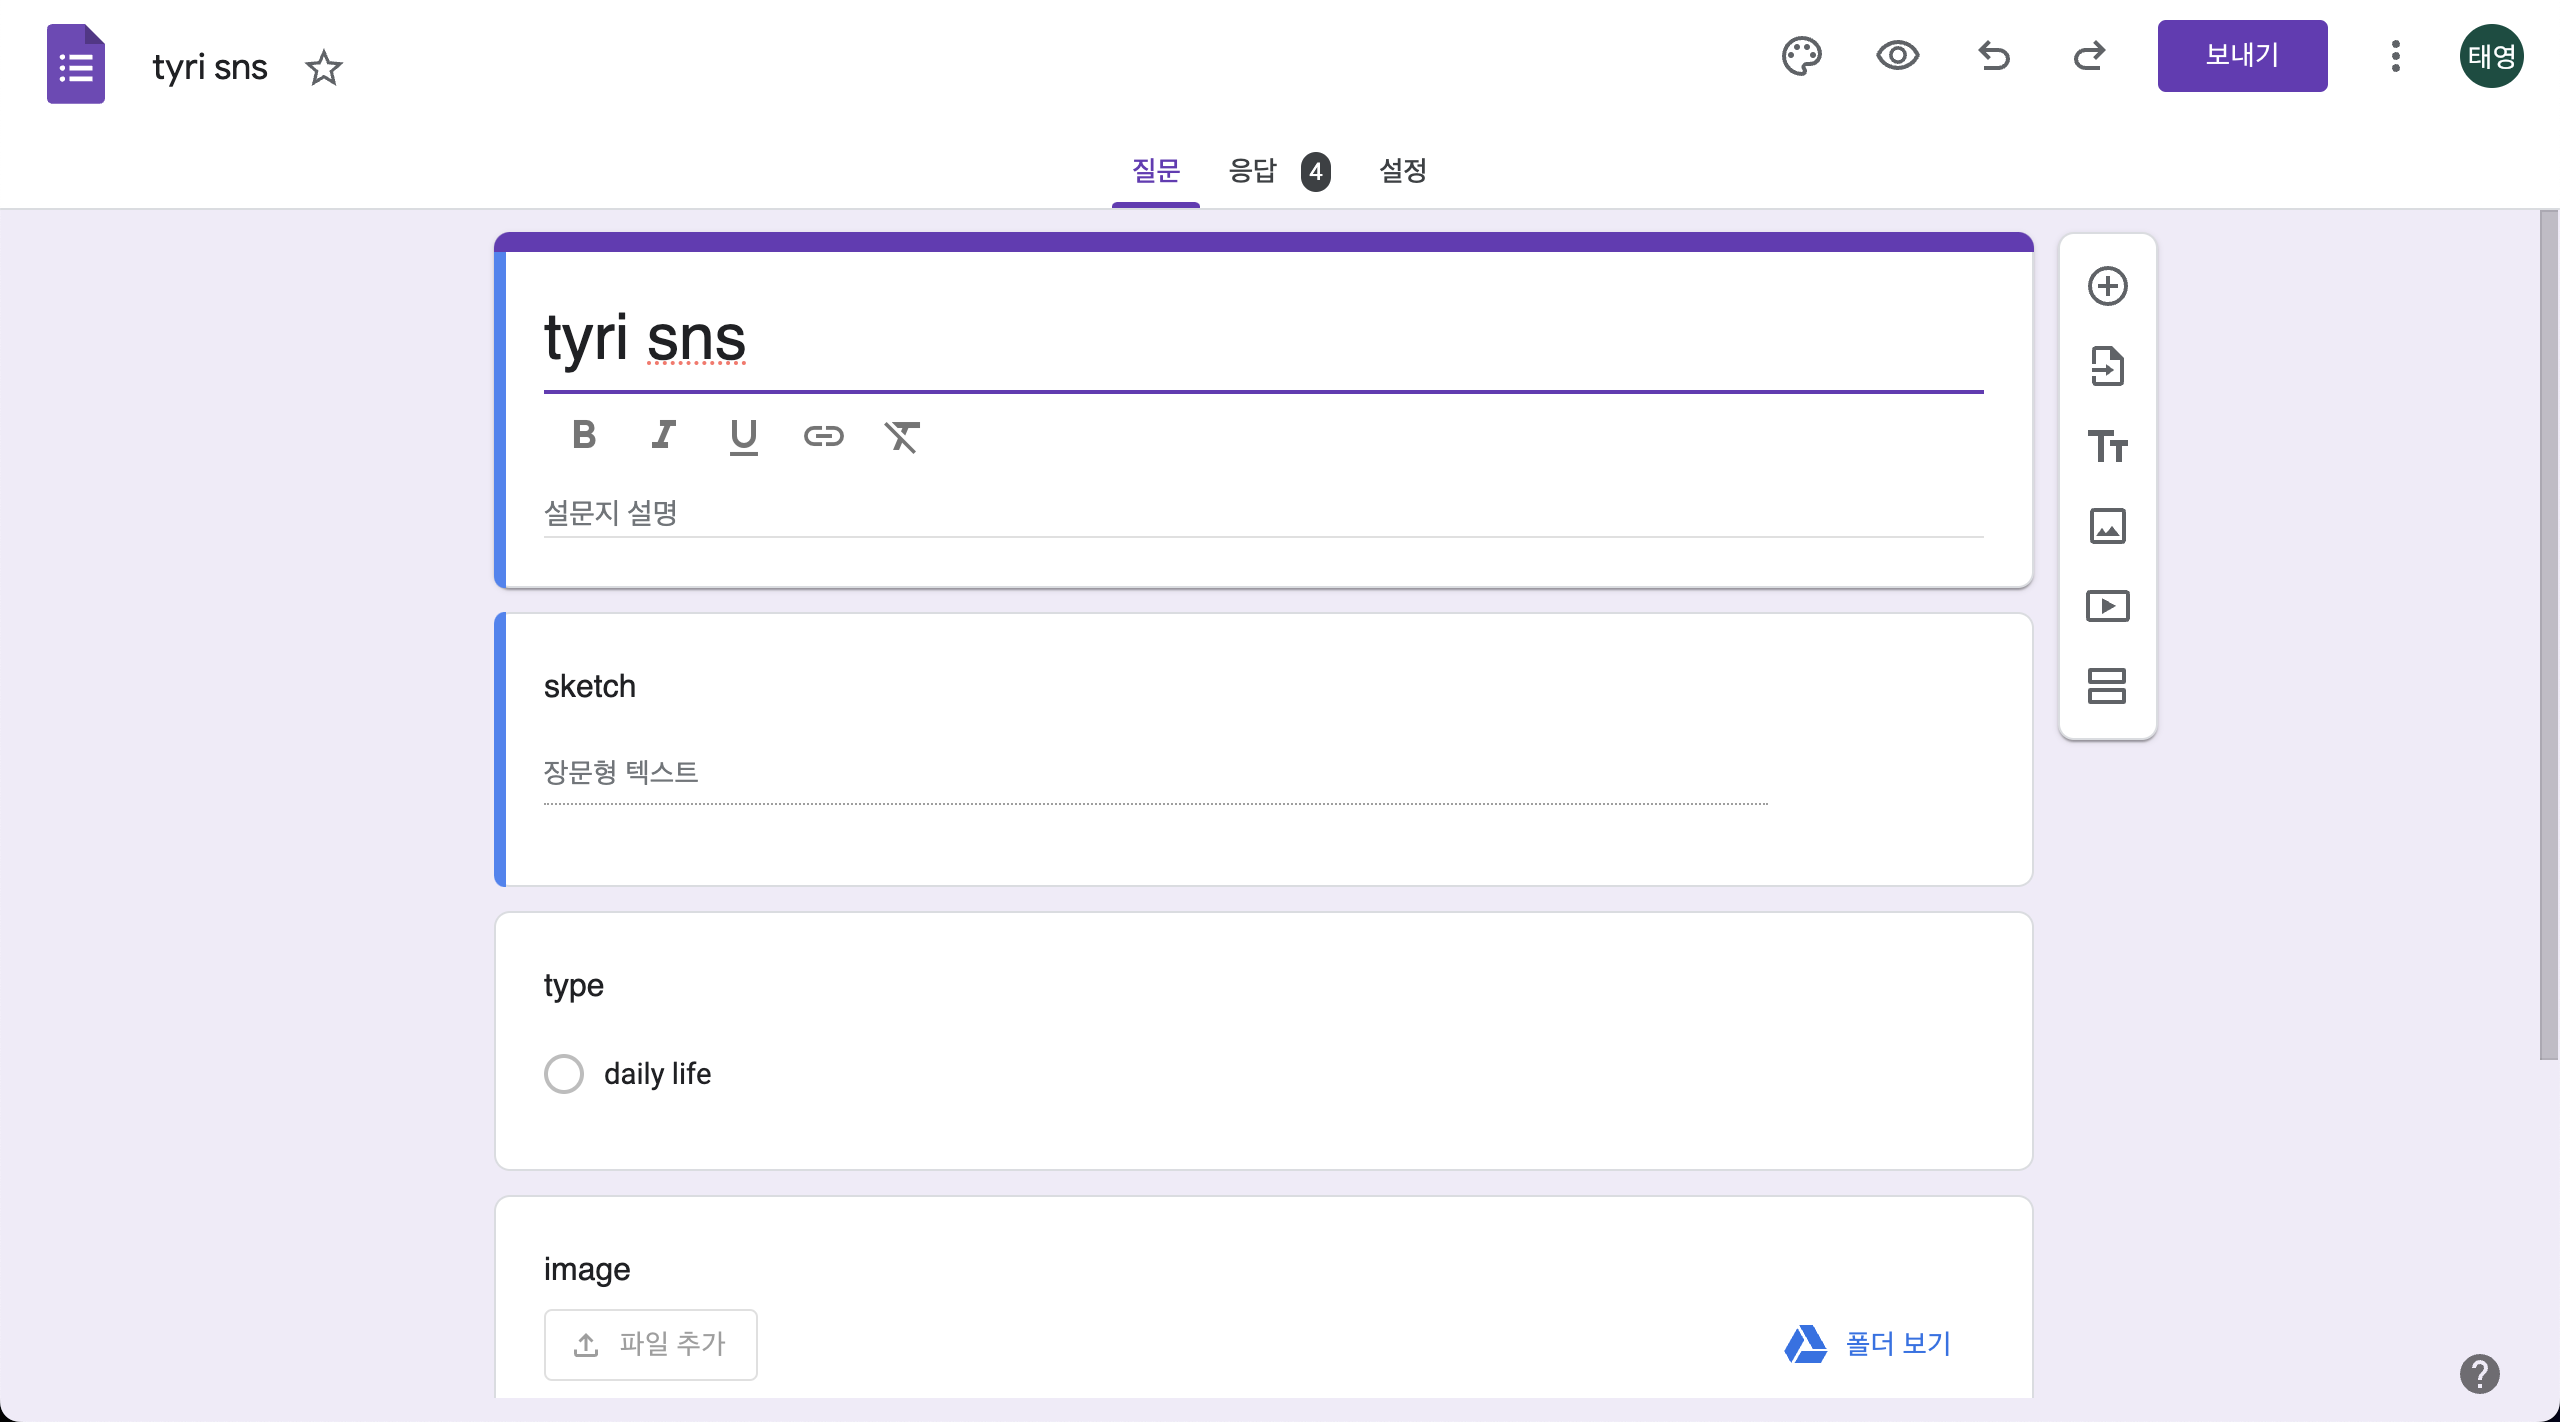 tyri sns
보내기
태영
질문 응답 4 설정
tyri sns
B I U
설문지 설명
Tт
sketch
장문형 텍스트
type
daily life
image
파일 추가
폴더 보기
?